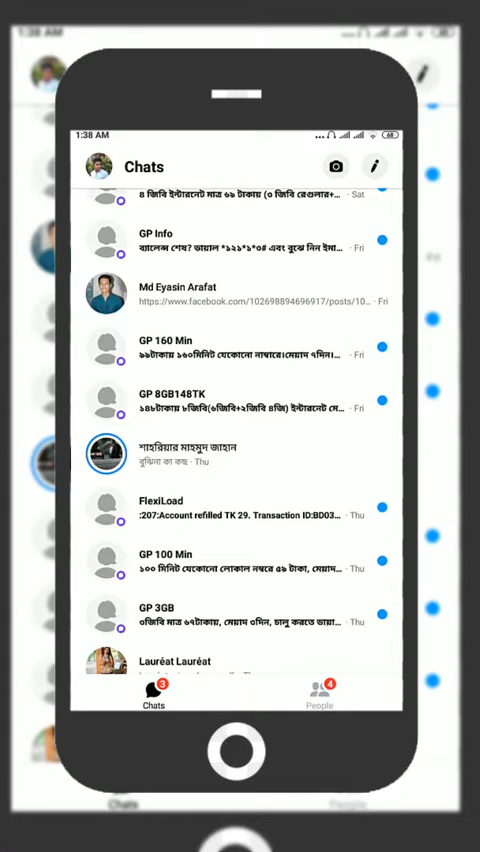 1:38 AM
68
Chats
৪ জিবি ইন্টারনেট মাত্র ৬৯ টাকায় (৩ জিবি রেগুলার+... · Sat
GP Info
ব্যালেন্স শেষ? ডায়াল *১২১*১*৩# এবং বুঝে নিন ইমা... · Fri
Md Eyasin Arafat
https://www.facebook.com/102698894696917/posts/10... · Fri
GP 160 Min
৯৯টাকায় ১৬০মিনিট যেকোনো নাম্বারে।মেয়াদ ৭দিন।... · Fri
GP 8GB148TK
১৪৮টাকায় ৮জিবি(৬জিবি+২জিবি ৪জি) ইন্টারনেট মে... · Fri
শাহরিয়ার মাহমুদ জাহান
বুঝিনা কা কছ · Thu
FlexiLoad
:207:Account refilled TK 29. Transaction ID:BD03... · Thu
GP 100 Min
১০০ মিনিট যেকোনো লোকাল নম্বরে ৫৯ টাকা, মেয়াদ... · Thu
GP 3GB
৩জিবি মাত্র ৬৭টাকায়, মেয়াদ ৩দিন, চালু করতে ডায়া... · Thu
Lauréat Lauréat
3
4
Chats
People